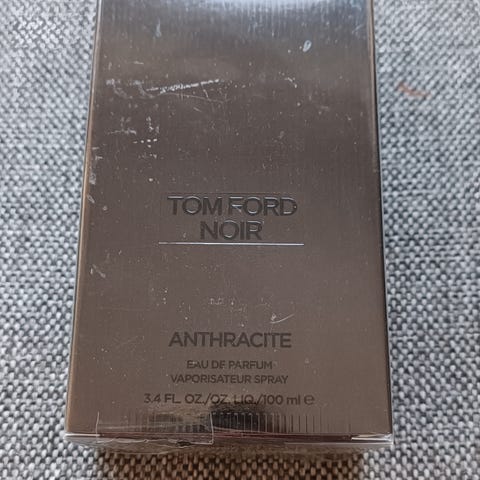 TOM FORD
NOIR
ANTHRACITE
EAU DE PARFUM
VAPORISATEUR SPRAY
3.4 FL. OZ./OZ. LIQ./100 ml ℮